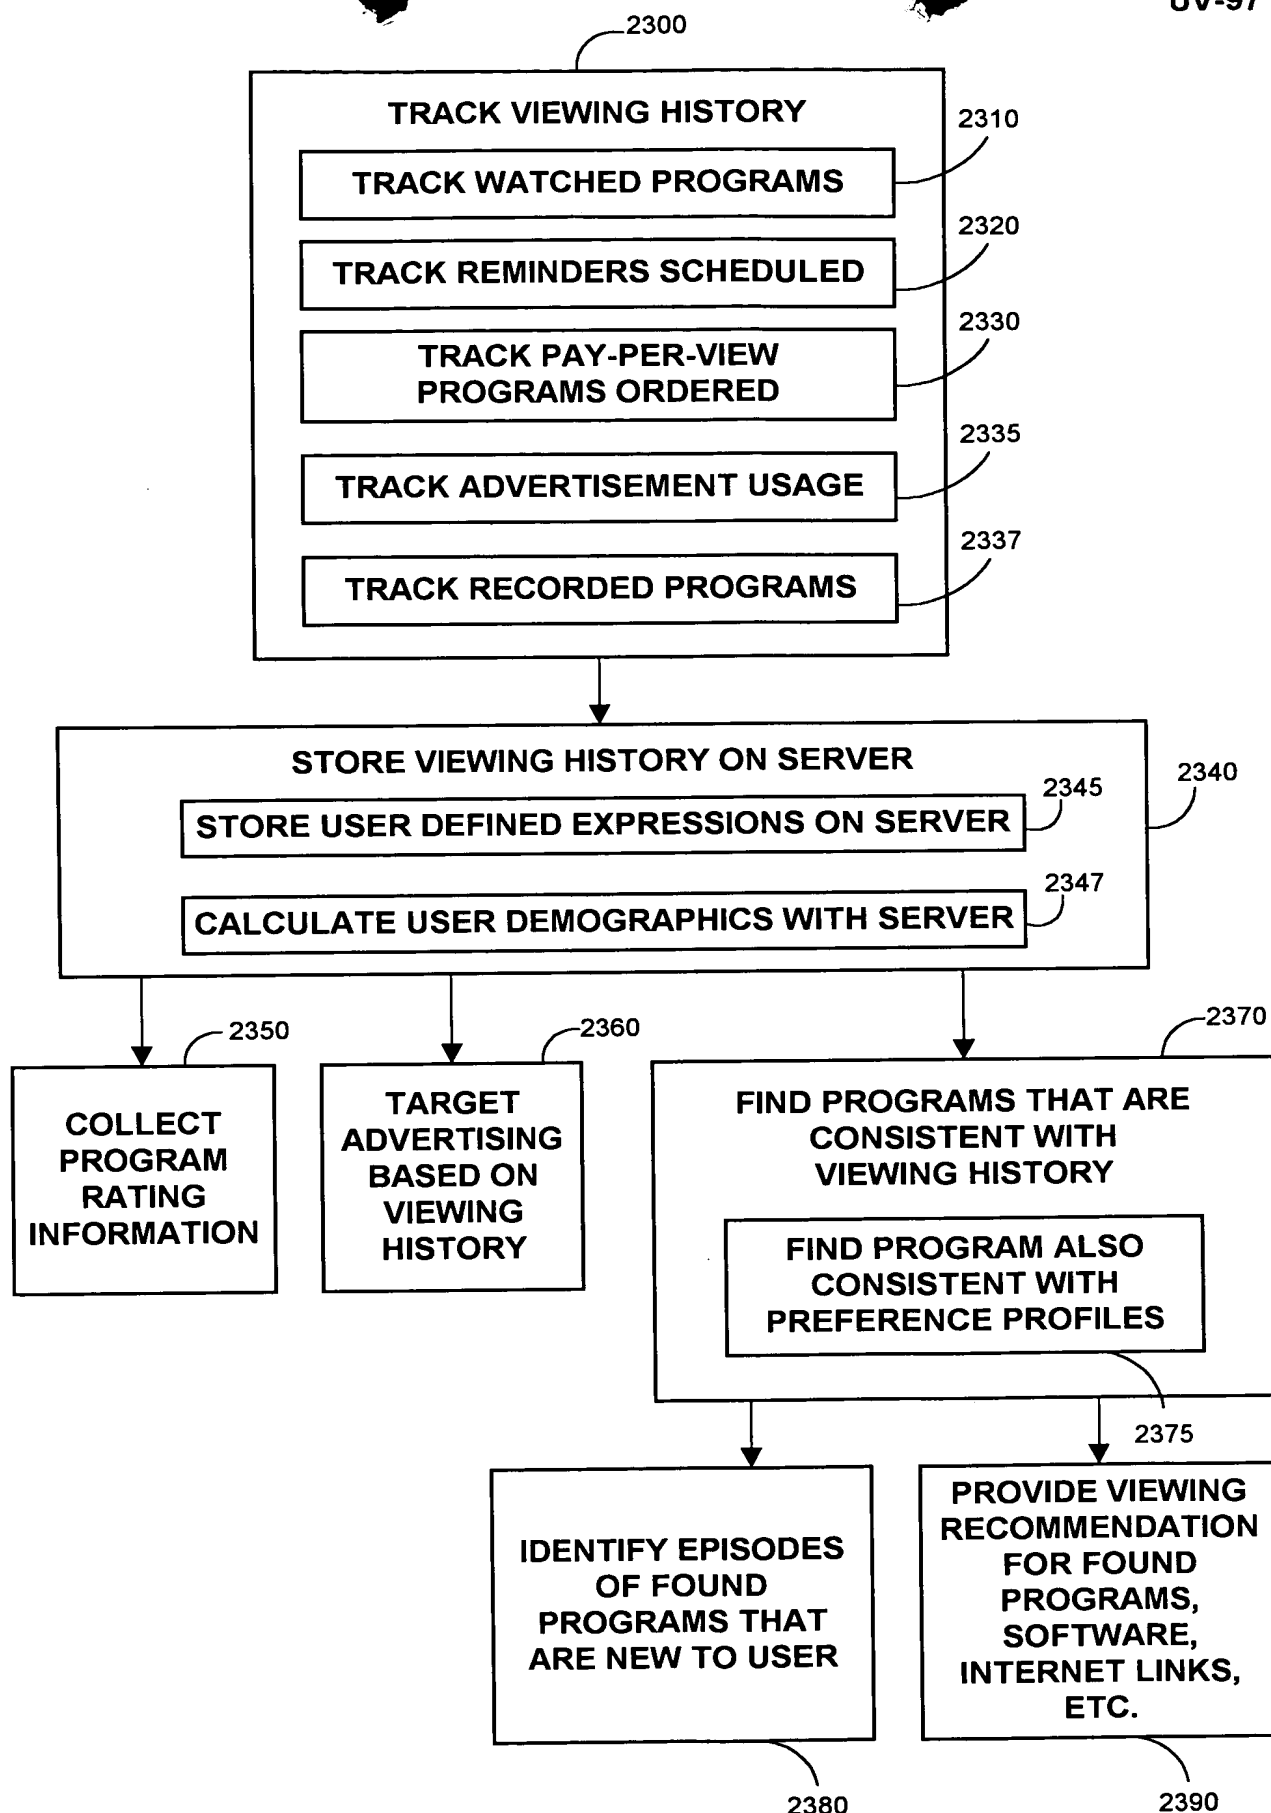 UV-97
2300
TRACK VIEWING HISTORY
2310
TRACK WATCHED PROGRAMS
2320
TRACK REMINDERS SCHEDULED
2330
TRACK PAY-PER-VIEW
PROGRAMS ORDERED
2335
TRACK ADVERTISEMENT USAGE
2337
TRACK RECORDED PROGRAMS
STORE VIEWING HISTORY ON SERVER
2340
2345
STORE USER DEFINED EXPRESSIONS ON SERVER
2347
CALCULATE USER DEMOGRAPHICS WITH SERVER
2350
COLLECT
PROGRAM
RATING
INFORMATION
2360
TARGET
ADVERTISING
BASED ON
VIEWING
HISTORY
2370
FIND PROGRAMS THAT ARE
CONSISTENT WITH
VIEWING HISTORY
FIND PROGRAM ALSO
CONSISTENT WITH
PREFERENCE PROFILES
2375
IDENTIFY EPISODES
OF FOUND
PROGRAMS THAT
ARE NEW TO USER
2380
PROVIDE VIEWING
RECOMMENDATION
FOR FOUND
PROGRAMS,
SOFTWARE,
INTERNET LINKS,
ETC.
2390